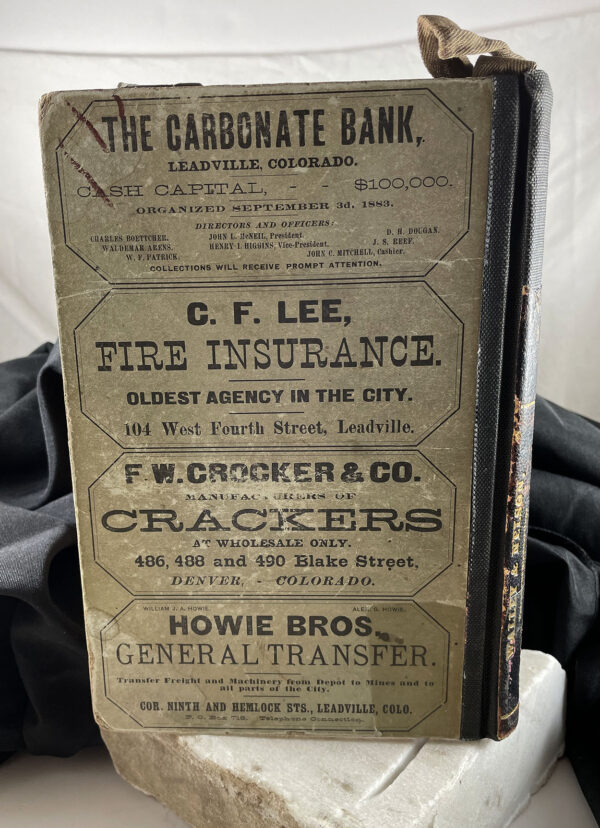 THE CARBONATE BANK,
LEADVILLE, COLORADO.
CASH CAPITAL, - - $100,000.
ORGANIZED SEPTEMBER 3d, 1883.
DIRECTORS AND OFFICERS:
CHARLES BOETTCHER. JOHN L. McNEIL, President. D. H. DOUGAN.
WALDEMAR ARENS. HENRY I. HIGGINS, Vice-President. J. S. REEF.
W. F. PATRICK. JOHN C. MITCHELL, Cashier.
COLLECTIONS WILL RECEIVE PROMPT ATTENTION.
C. F. LEE,
FIRE INSURANCE.
OLDEST AGENCY IN THE CITY.
104 West Fourth Street, Leadville.
F. W. CROCKER & CO.
MANUFACTURERS OF
CRACKERS
AT WHOLESALE ONLY.
486, 488 and 490 Blake Street,
DENVER, - COLORADO.
WILLIAM J. A. HOWIE. ALEX. G. HOWIE.
HOWIE BROS.
GENERAL TRANSFER.
Transfer Freight and Machinery from Depôt to Mines and to
all parts of the City.
COR. NINTH AND HEMLOCK STS., LEADVILLE, COLO.
P. O. Box 718. Telephone Connection.